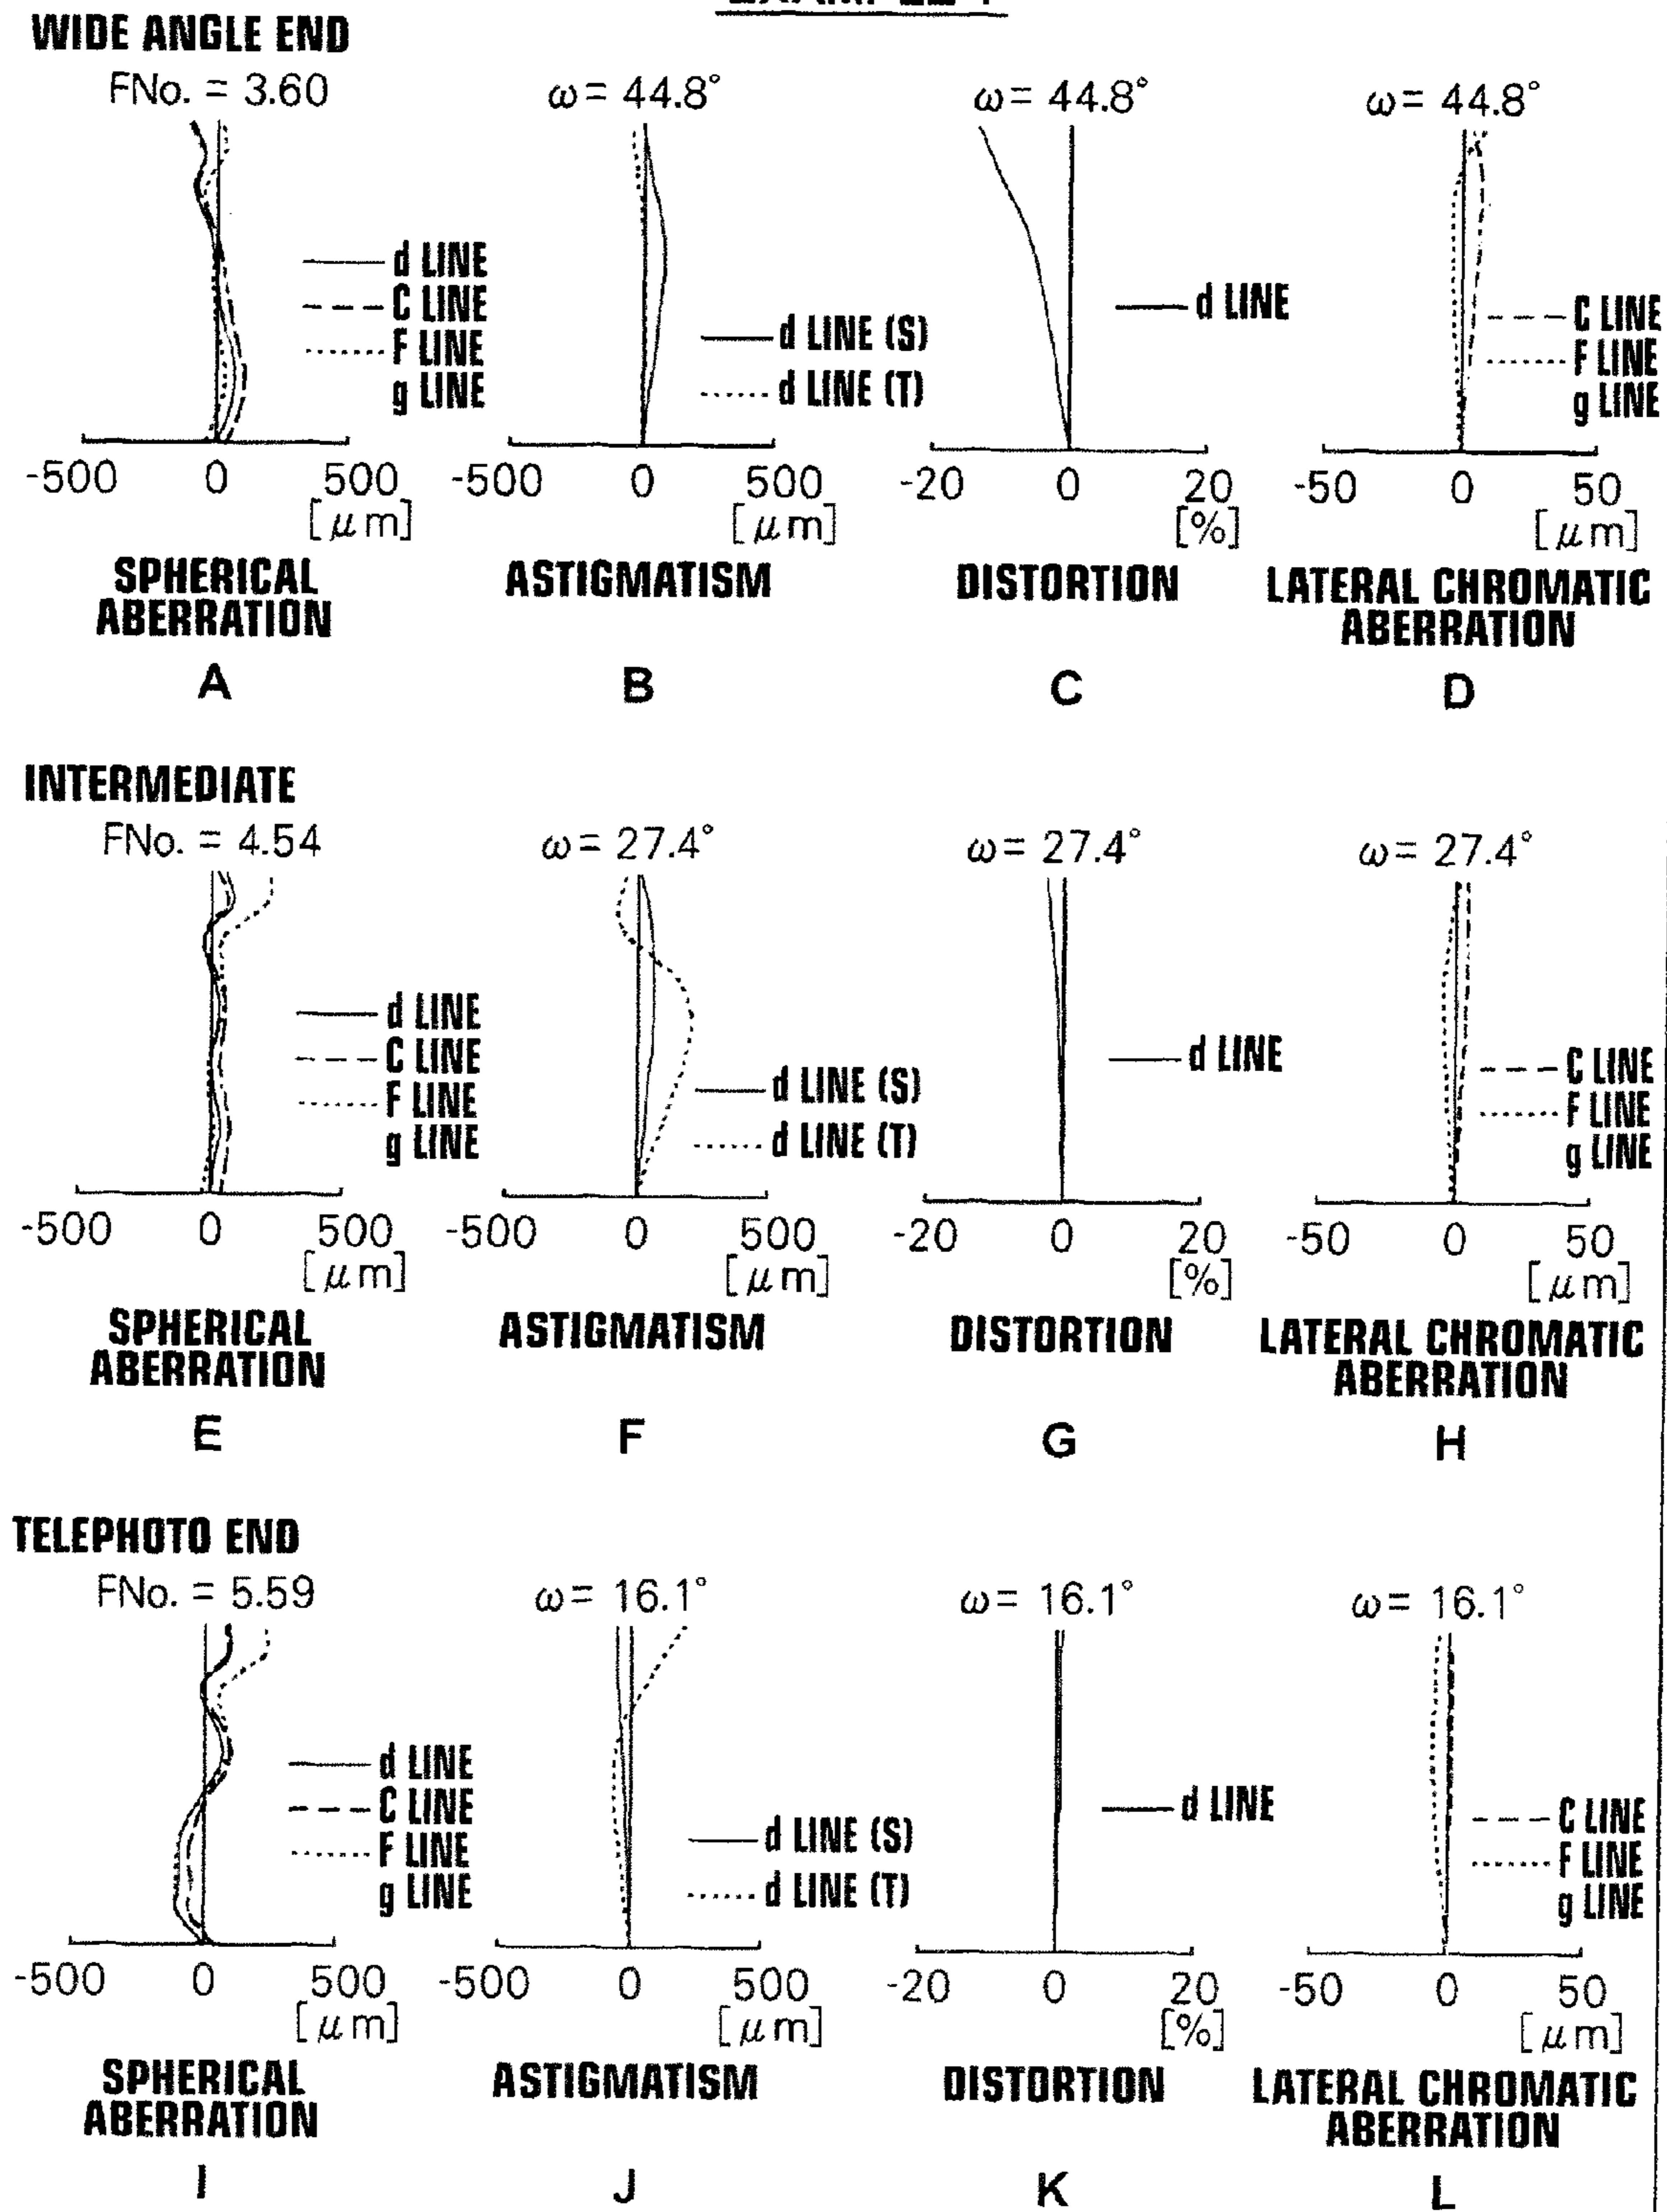 WIDE ANGLE END
FNo. = 3.60
ω = 44.8°
ω = 44.8°
ω = 44.8°
d LINE
C LINE
F LINE
g LINE
d LINE (S)
d LINE (T)
d LINE
C LINE
F LINE
g LINE
-500 0 500
[μm]
-500 0 500
[μm]
-20 0 20
[%]
-50 0 50
[μm]
SPHERICAL
ABERRATION
ASTIGMATISM
DISTORTION
LATERAL CHROMATIC
ABERRATION
A
B
C
D
INTERMEDIATE
FNo. = 4.54
ω = 27.4°
ω = 27.4°
ω = 27.4°
d LINE
C LINE
F LINE
g LINE
d LINE (S)
d LINE (T)
d LINE
C LINE
F LINE
g LINE
-500 0 500
[μm]
-500 0 500
[μm]
-20 0 20
[%]
-50 0 50
[μm]
SPHERICAL
ABERRATION
ASTIGMATISM
DISTORTION
LATERAL CHROMATIC
ABERRATION
E
F
G
H
TELEPHOTO END
FNo. = 5.59
ω = 16.1°
ω = 16.1°
ω = 16.1°
d LINE
C LINE
F LINE
g LINE
d LINE (S)
d LINE (T)
d LINE
C LINE
F LINE
g LINE
-500 0 500
[μm]
-500 0 500
[μm]
-20 0 20
[%]
-50 0 50
[μm]
SPHERICAL
ABERRATION
ASTIGMATISM
DISTORTION
LATERAL CHROMATIC
ABERRATION
I
J
K
L